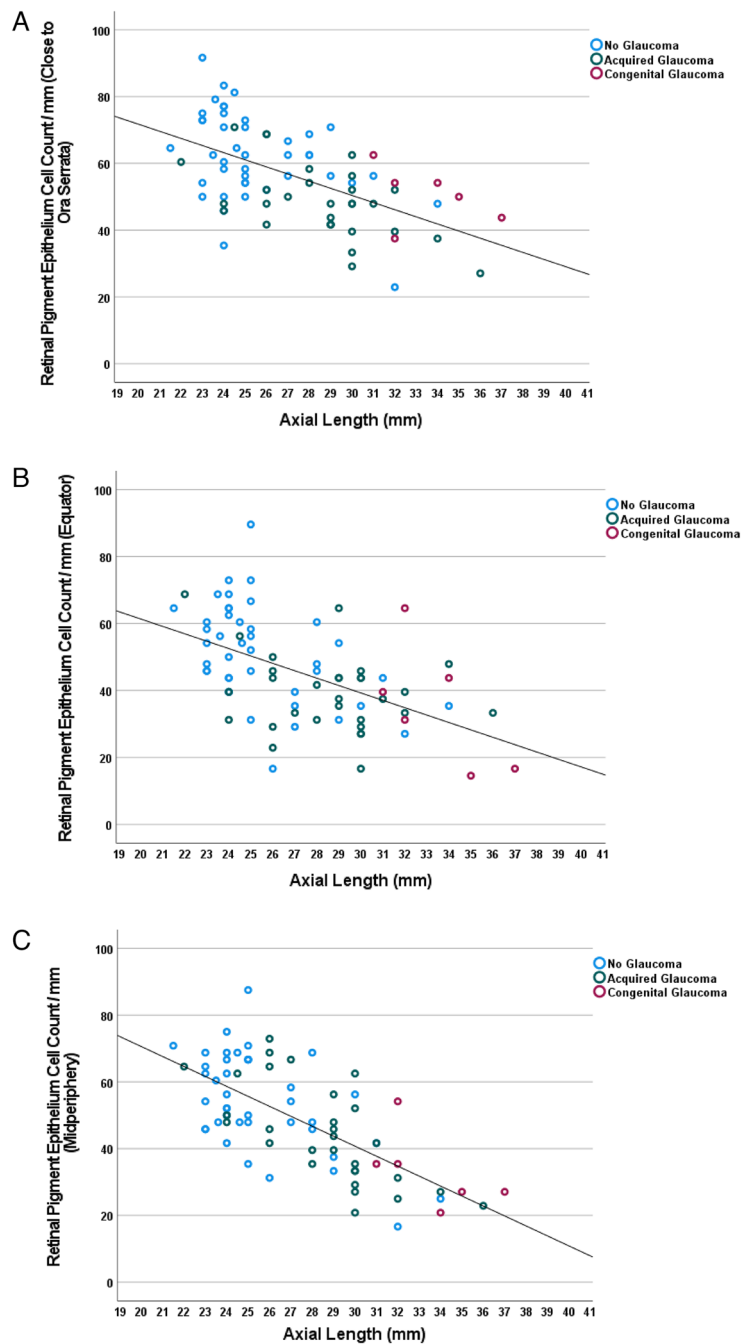 A
Retinal Pigment Epithelium Cell Count / mm (Close to
Ora Serrata)
100
80
60
40
20
0
19 20 21 22 23 24 25 26 27 28 29 30 31 32 33 34 35 36 37 38 39 40 41
Axial Length (mm)
No Glaucoma
Acquired Glaucoma
Congenital Glaucoma
B
Retinal Pigment Epithelium Cell Count / mm (Equator)
100
80
60
40
20
0
19 20 21 22 23 24 25 26 27 28 29 30 31 32 33 34 35 36 37 38 39 40 41
Axial Length (mm)
No Glaucoma
Acquired Glaucoma
Congenital Glaucoma
C
Retinal Pigment Epithelium Cell Count / mm
(Midperiphery)
100
80
60
40
20
0
19 20 21 22 23 24 25 26 27 28 29 30 31 32 33 34 35 36 37 38 39 40 41
Axial Length (mm)
No Glaucoma
Acquired Glaucoma
Congenital Glaucoma